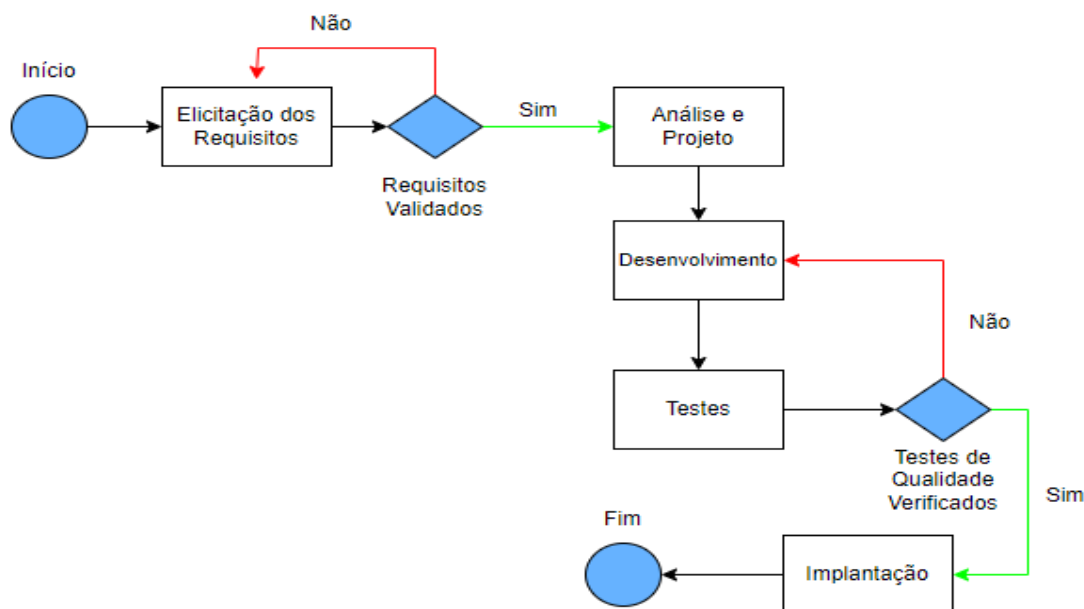 Não
Início
Elicitação dos
Requisitos
Sim
Análise e
Projeto
Requisitos
Validados
Desenvolvimento
Não
Testes
Testes de
Qualidade
Verificados
Sim
Fim
Implantação